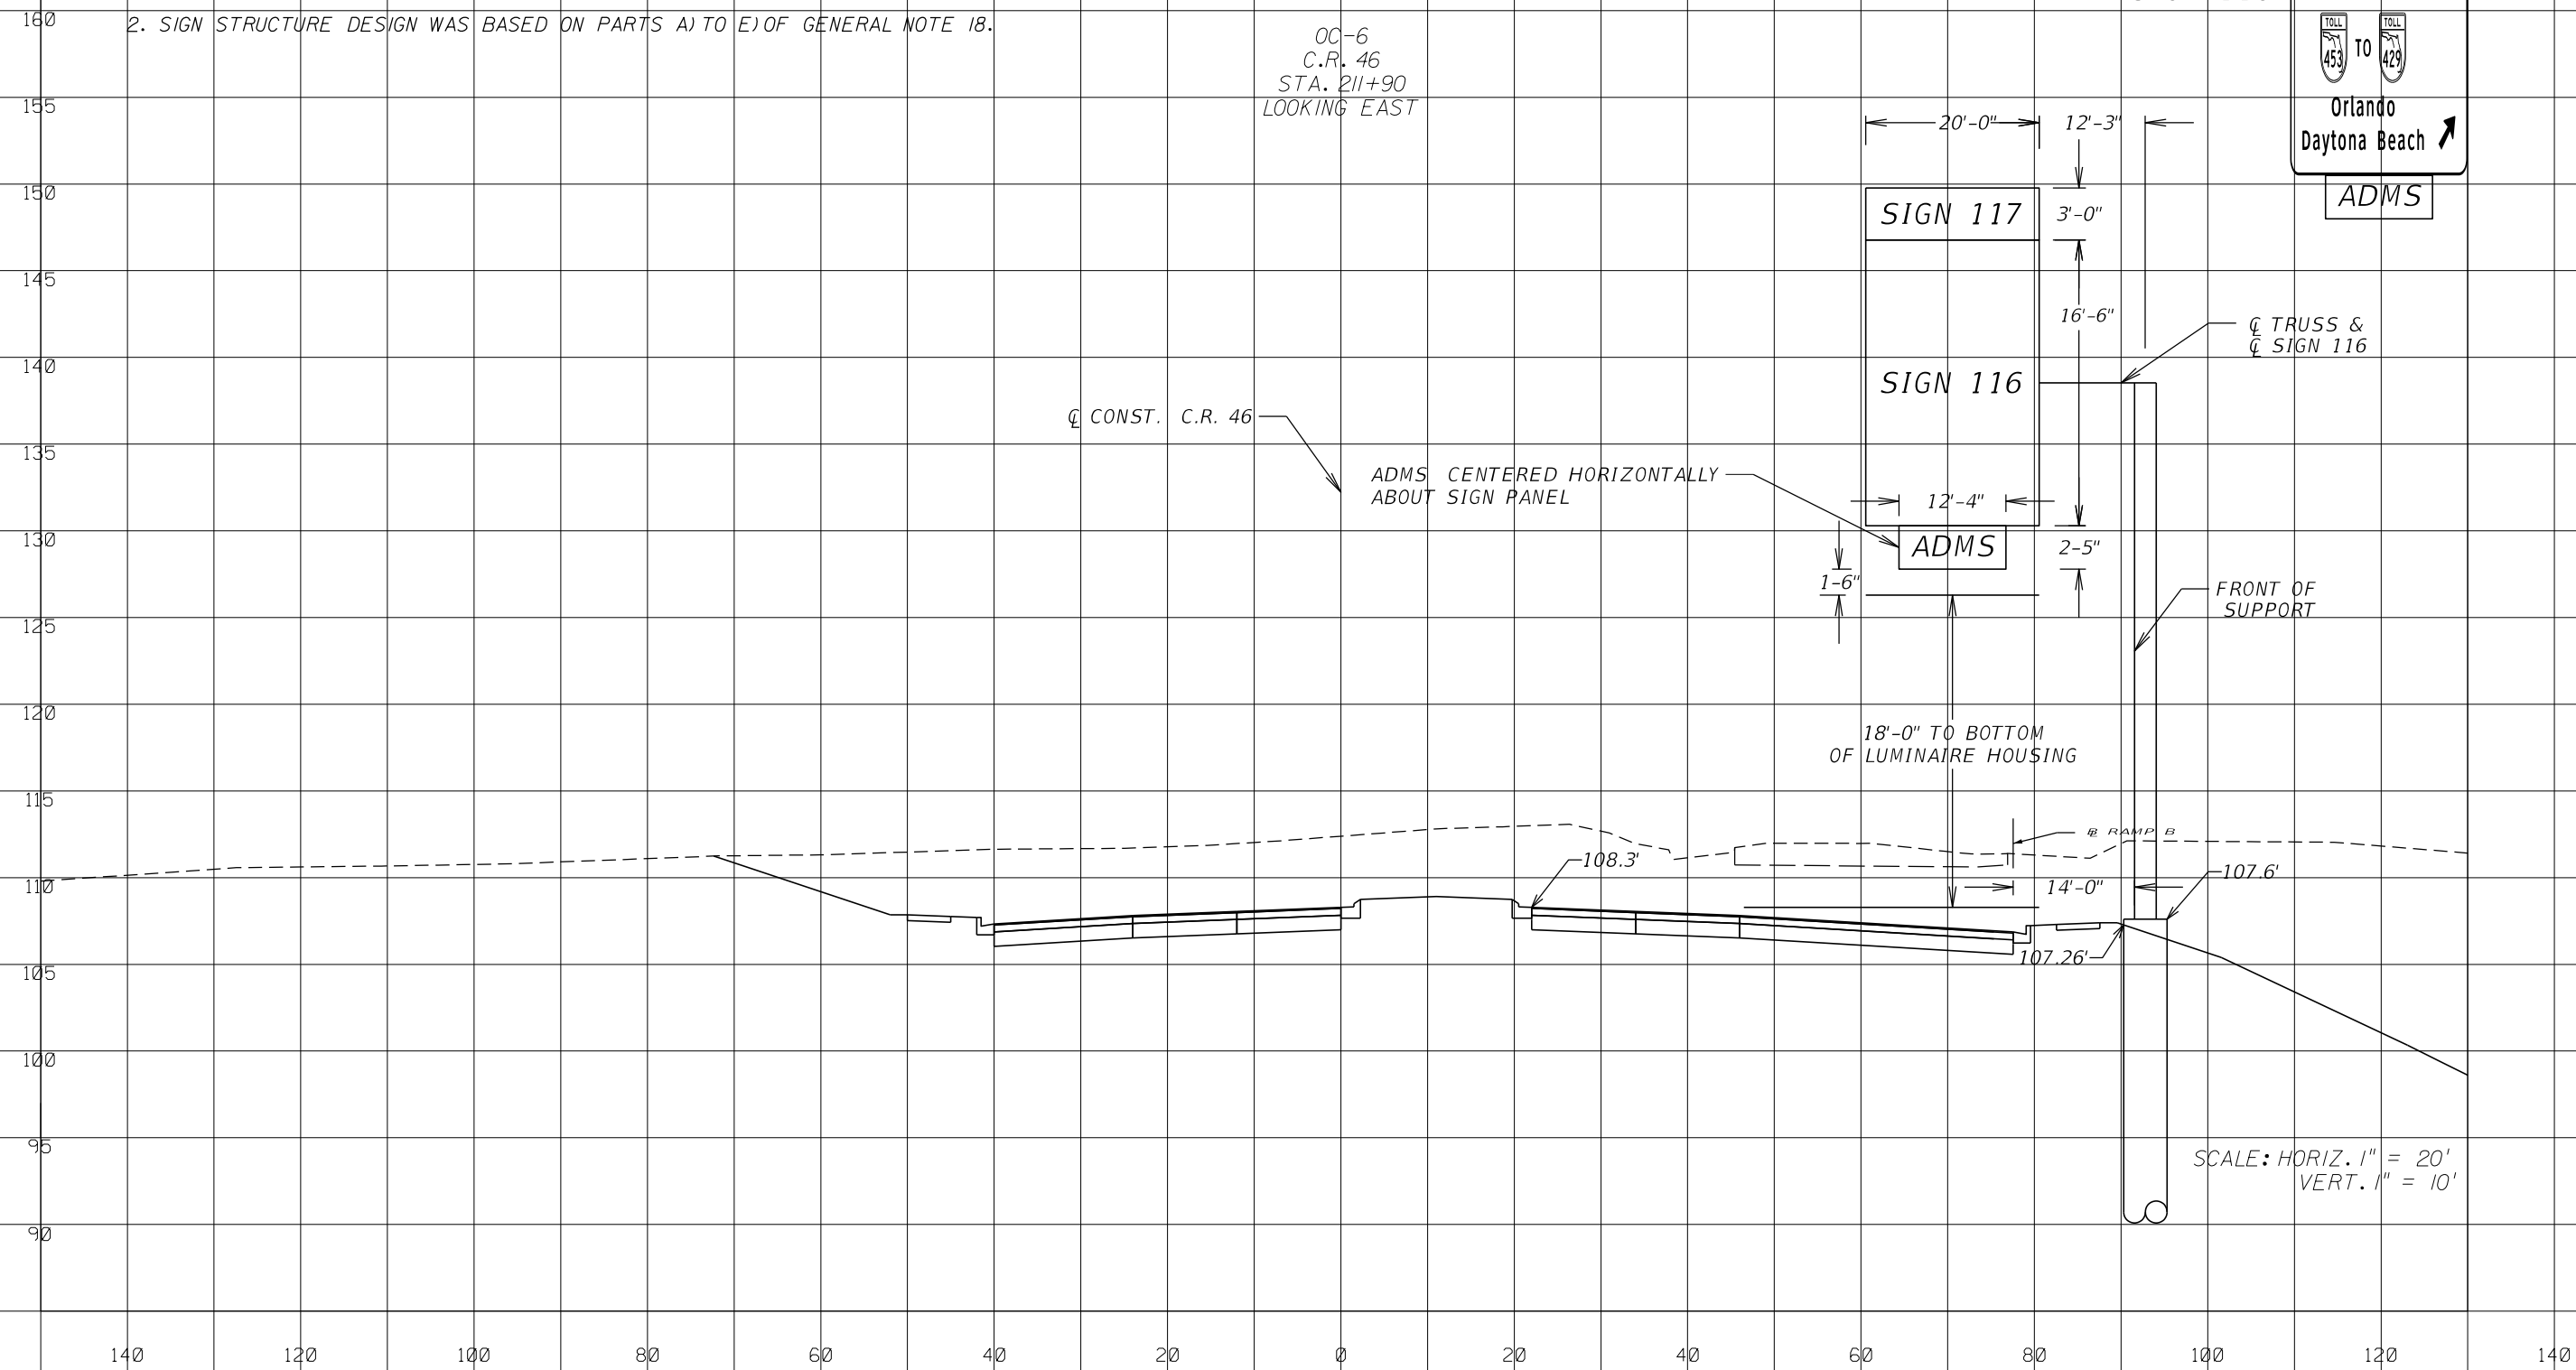 160
2. SIGN STRUCTURE DESIGN WAS BASED ON PARTS A) TO E) OF GENERAL NOTE 18.
OC-6
C.R. 46
STA. 211+90
LOOKING EAST
TOLL
453
TO
TOLL
429
Orlando
Daytona Beach
ADMS
155
20'-0"
12'-3"
150
SIGN 117
3'-0"
145
16'-6"
℄ TRUSS &
℄ SIGN 116
140
SIGN 116
℄ CONST. C.R. 46
135
ADMS CENTERED HORIZONTALLY
ABOUT SIGN PANEL
12'-4"
130
ADMS
2-5"
1-6"
FRONT OF
SUPPORT
125
120
18'-0" TO BOTTOM
OF LUMINAIRE HOUSING
115
RAMP B
108.3'
107.6'
110
14'-0"
107.26'
105
100
95
SCALE: HORIZ. 1" = 20'
VERT. 1" = 10'
90
140 120 100 80 60 40 20 0 20 40 60 80 100 120 140